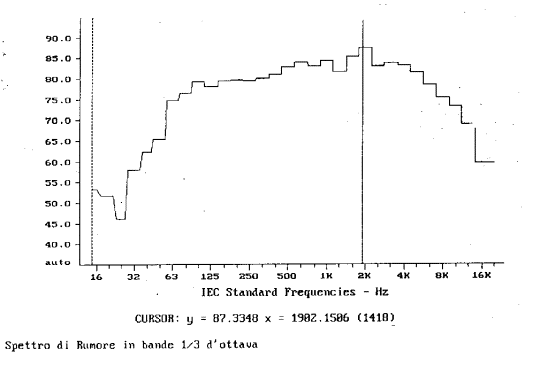 90.0
85.0
80.0
75.0
70.0
65.0
60.0
55.0
50.0
45.0
40.0
auto
16 32 63 125 250 500 1K 2K 4K 8K 16K
IEC Standard Frequencies - Hz
CURSOR: y = 87.3348 x = 1902.1506 (1418)
Spettro di Rumore in bande 1/3 d'ottava